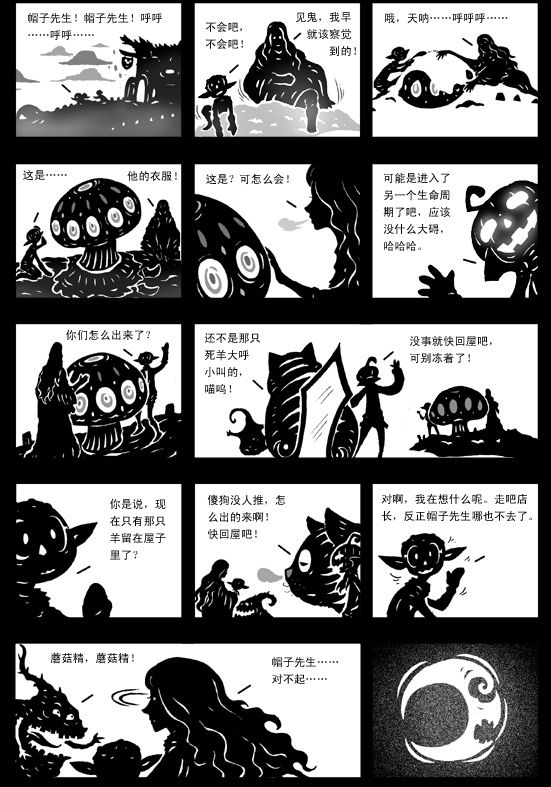 帽子先生！帽子先生！呼呼
……呼呼……
不会吧，
不会吧！
见鬼，我早
就该察觉
到的！
哦，天呐……呼呼呼……
这是……
他的衣服！
这是？可怎么会！
可能是进入了
另一个生命周
期了吧，应该
没什么大碍，
哈哈哈。
你们怎么出来了？
还不是那只
死羊大呼
小叫的，
喵呜！
没事就快回屋吧，
可别冻着了！
你是说，现
在只有那只
羊留在屋子
里了？
傻狗没人推，怎
么出的来啊！
快回屋吧！
对啊，我在想什么呢。走吧店
长，反正帽子先生哪也不去了。
蘑菇精，蘑菇精！
帽子先生……
对不起……